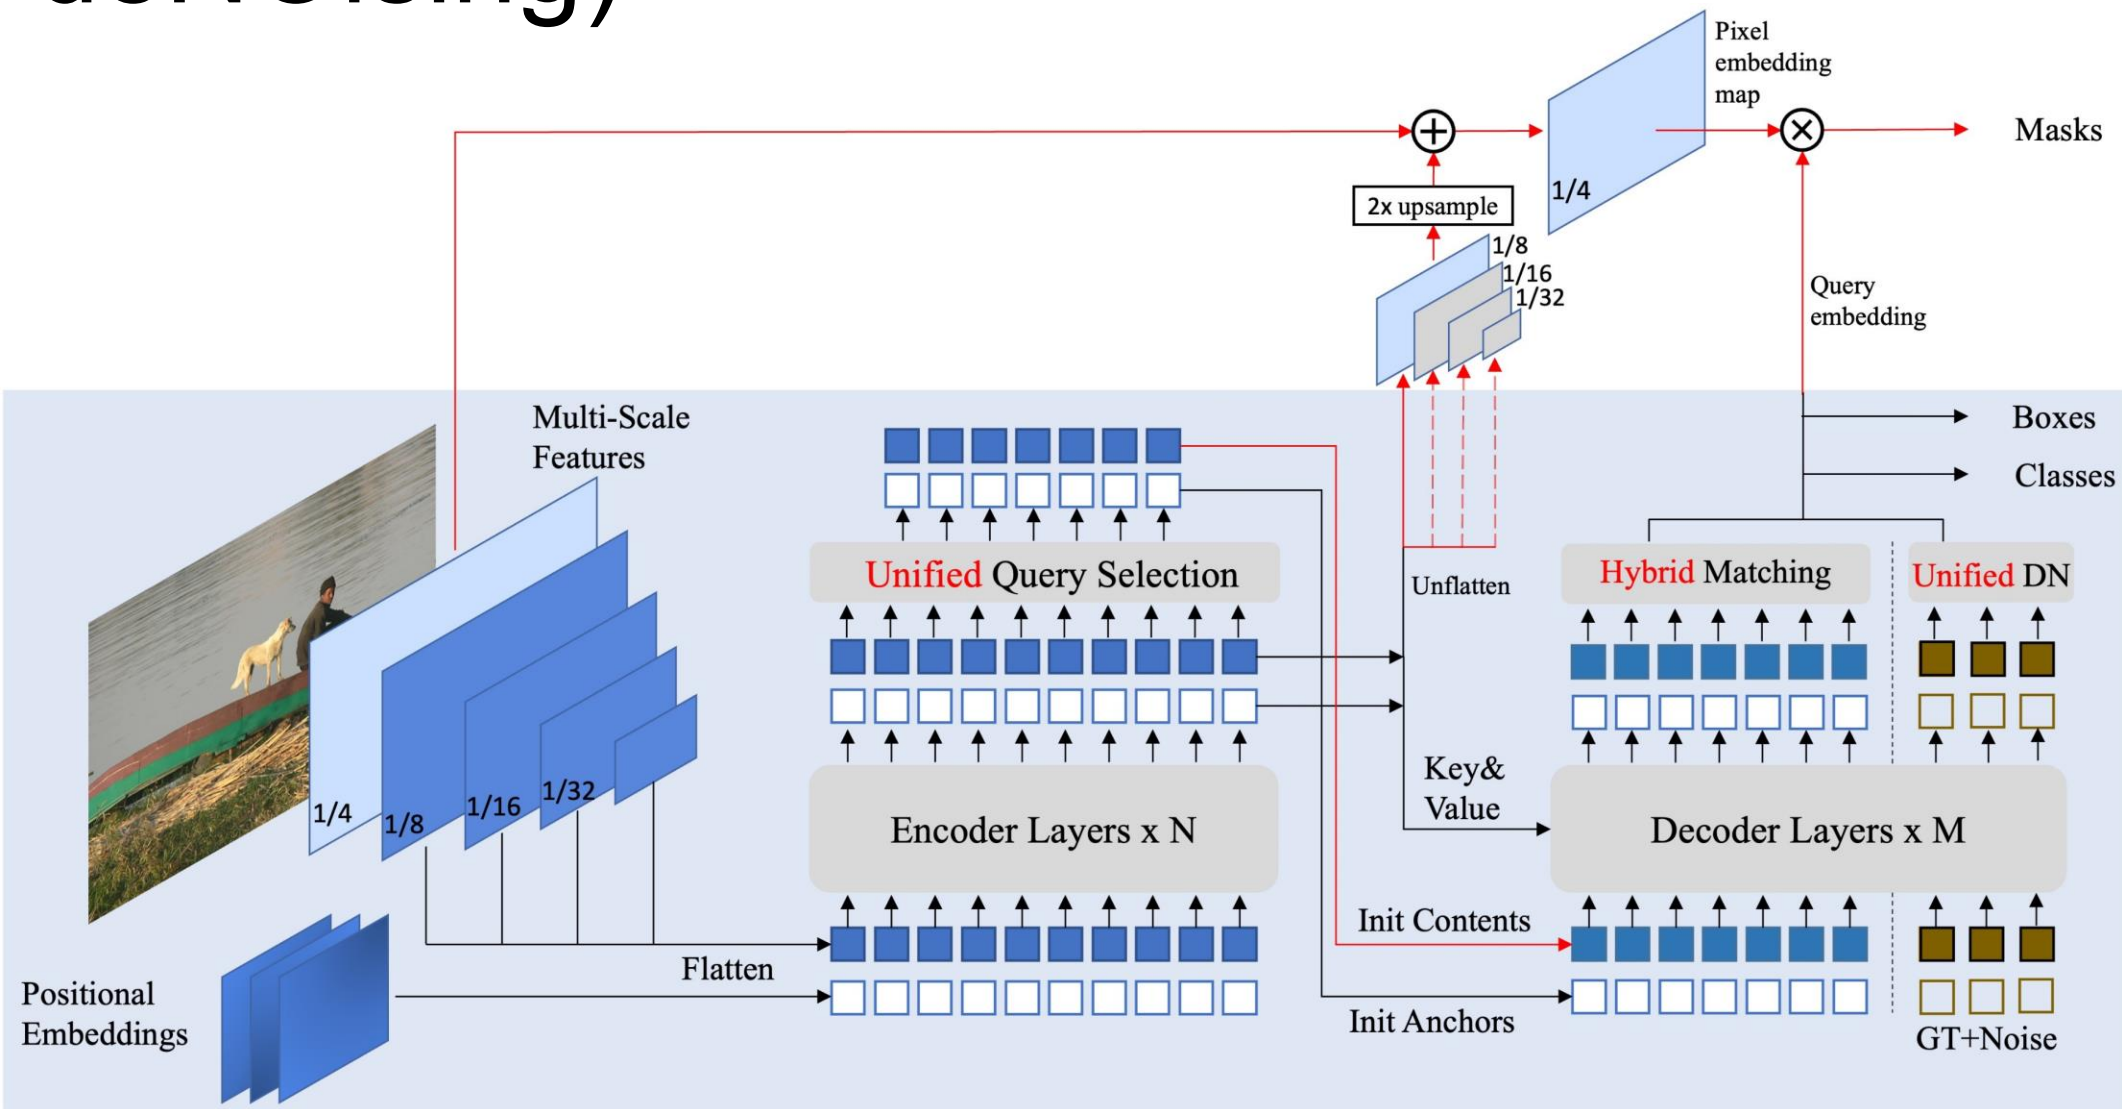 Pixel
embedding
map
Masks
1/4
2x upsample
1/8
1/16
1/32
Query
embedding
Multi-Scale
Features
Boxes
Classes
Unified Query Selection
Unflatten
Hybrid Matching
Unified DN
1/4
1/8
1/16
1/32
Key&
Value
Encoder Layers x N
Decoder Layers x M
Init Contents
Flatten
Positional
Embeddings
Init Anchors
GT+Noise